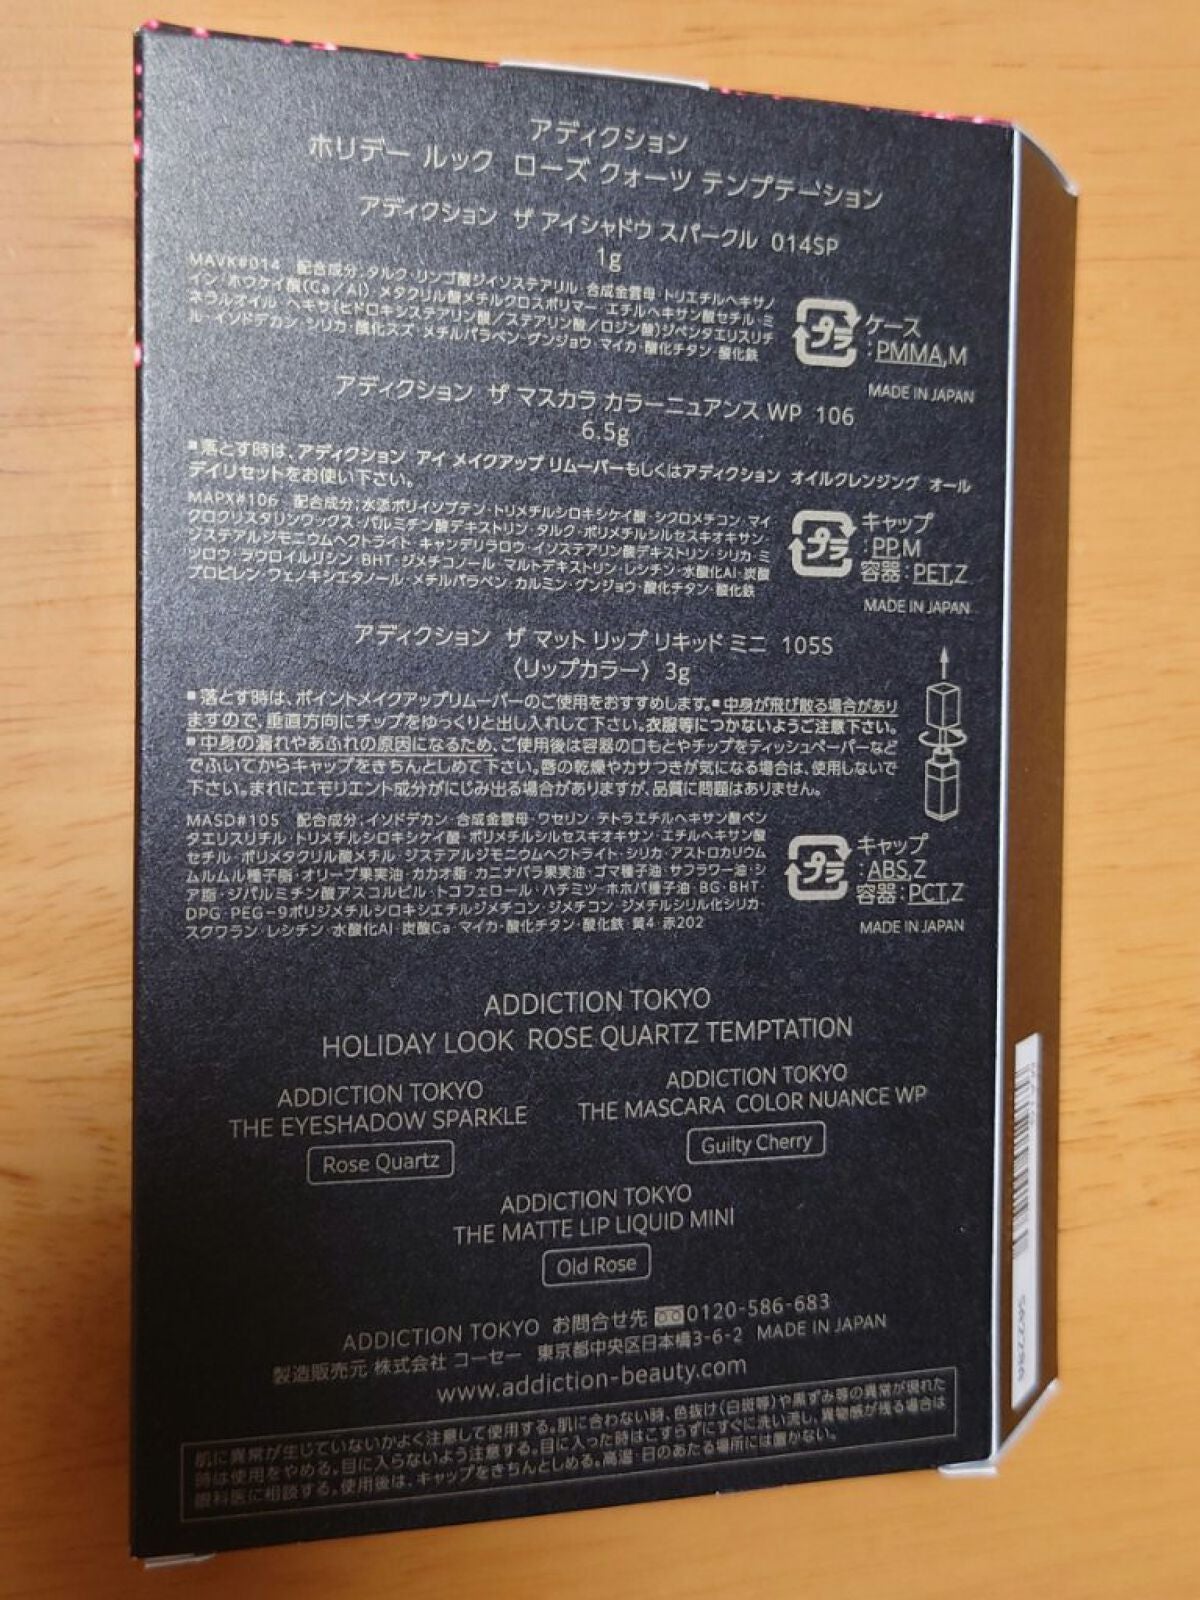 アディクション
ホリデー ルック ローズ クォーツ テンプテーション
アディクション ザ アイシャドウ スパークル 014SP
1g
MAVK#014 配合成分;タルク・リンゴ酸ジイソステアリル・合成金雲母・トリエチルヘキサノ
イン・ホウケイ酸(Ca/Al)・メタクリル酸メチルクロスポリマー・エチルヘキサン酸セチル・ミ
ネラルオイル・ヘキサ(ヒドロキシステアリン酸/ステアリン酸/ロジン酸)ジペンタエリスリチ
ル・イソドデカン・シリカ・酸化スズ・メチルパラベン・グンジョウ・マイカ・酸化チタン・酸化鉄
プラ ケース
:PMMA,M
MADE IN JAPAN
アディクション ザ マスカラ カラーニュアンス WP 106
6.5g
▪落とす時は、アディクション アイ メイクアップ リムーバーもしくはアディクション オイルクレンジング オール
デイリセットをお使い下さい。
MAPX#106 配合成分;水添ポリイソブテン・トリメチルシロキシケイ酸・シクロメチコン・マイ
クロクリスタリンワックス・パルミチン酸デキストリン・タルク・ポリメチルシルセスキオキサン・
ジステアルジモニウムヘクトライト・キャンデリラロウ・イソステアリン酸デキストリン・シリカ・ミ
ツロウ・ラウロイルリシン・BHT・ジメチコノール・マルトデキストリン・レシチン・水酸化Al・炭酸
プロピレン・フェノキシエタノール・メチルパラベン・カルミン・グンジョウ・酸化チタン・酸化鉄
プラ キャップ
:PP,M
容器:PET,Z
MADE IN JAPAN
アディクション ザ マット リップ リキッド ミニ 105S
〈リップカラー〉 3g
▪落とす時は、ポイントメイクアップリムーバーのご使用をおすすめします。▪中身が飛び散る場合があり
ますので、垂直方向にチップをゆっくりと出し入れして下さい。衣服等につかないようご注意下さい。
▪中身の漏れやあふれの原因になるため、ご使用後は容器の口もとやチップをティッシュペーパーなど
でふいてからキャップをきちんとしめて下さい。唇の乾燥やカサつきが気になる場合は、使用しないで
下さい。まれにエモリエント成分がにじみ出る場合がありますが、品質に問題はありません。
MASD#105 配合成分;イソドデカン・合成金雲母・ワセリン・テトラエチルヘキサン酸ペン
タエリスリチル・トリメチルシロキシケイ酸・ポリメチルシルセスキオキサン・エチルヘキサン酸
セチル・ポリメタクリル酸メチル・ジステアルジモニウムヘクトライト・シリカ・アストロカリウム
ムルムル種子脂・オリーブ果実油・カカオ脂・カニナバラ果実油・ゴマ種子油・サフラワー油・シ
ア脂・ジパルミチン酸アスコルビル・トコフェロール・ハチミツ・ホホバ種子油・BG・BHT・
DPG・PEG-9ポリジメチルシロキシエチルジメチコン・ジメチコン・ジメチルシリル化シリカ・
スクワラン・レシチン・水酸化Al・炭酸Ca・マイカ・酸化チタン・酸化鉄・黄4・赤202
プラ キャップ
:ABS,Z
容器:PCT,Z
MADE IN JAPAN
ADDICTION TOKYO
HOLIDAY LOOK ROSE QUARTZ TEMPTATION
ADDICTION TOKYO
THE EYESHADOW SPARKLE
Rose Quartz
ADDICTION TOKYO
THE MASCARA COLOR NUANCE WP
Guilty Cherry
ADDICTION TOKYO
THE MATTE LIP LIQUID MINI
Old Rose
ADDICTION TOKYO お問合せ先 0120-586-683
製造販売元 株式会社 コーセー 東京都中央区日本橋3-6-2 MADE IN JAPAN
www.addiction-beauty.com
肌に異常が生じていないかよく注意して使用する。肌に合わない時、色抜け(白斑等)や黒ずみ等の異常が現れた
時は使用をやめる。目に入らないよう注意する。目に入った時はこすらずにすぐに洗い流し、異物感が残る場合は
眼科医に相談する。使用後は、キャップをきちんとしめる。高温・日のあたる場所には置かない。